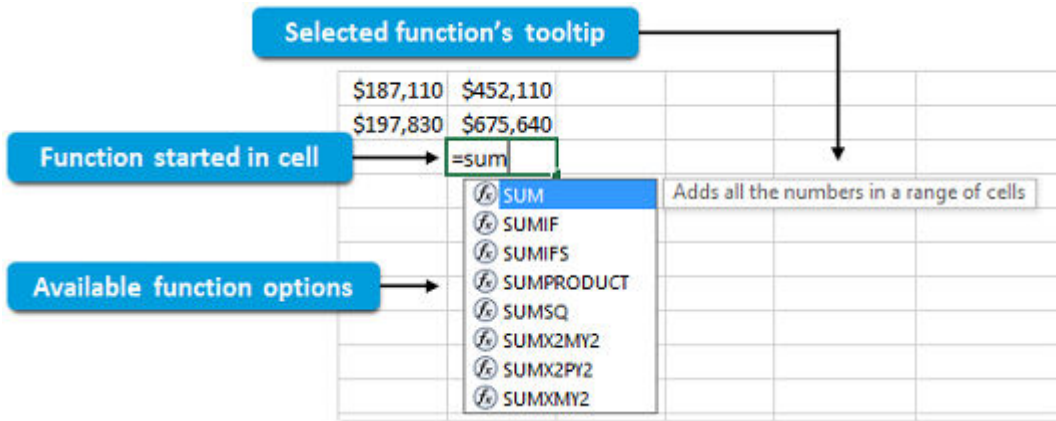 Selected function's tooltip
$187,110 $452,110
$197,830 $675,640
Function started in cell
=sum
SUM
Adds all the numbers in a range of cells
SUMIF
SUMIFS
Available function options
SUMPRODUCT
SUMSQ
SUMX2MY2
SUMX2PY2
SUMXMY2